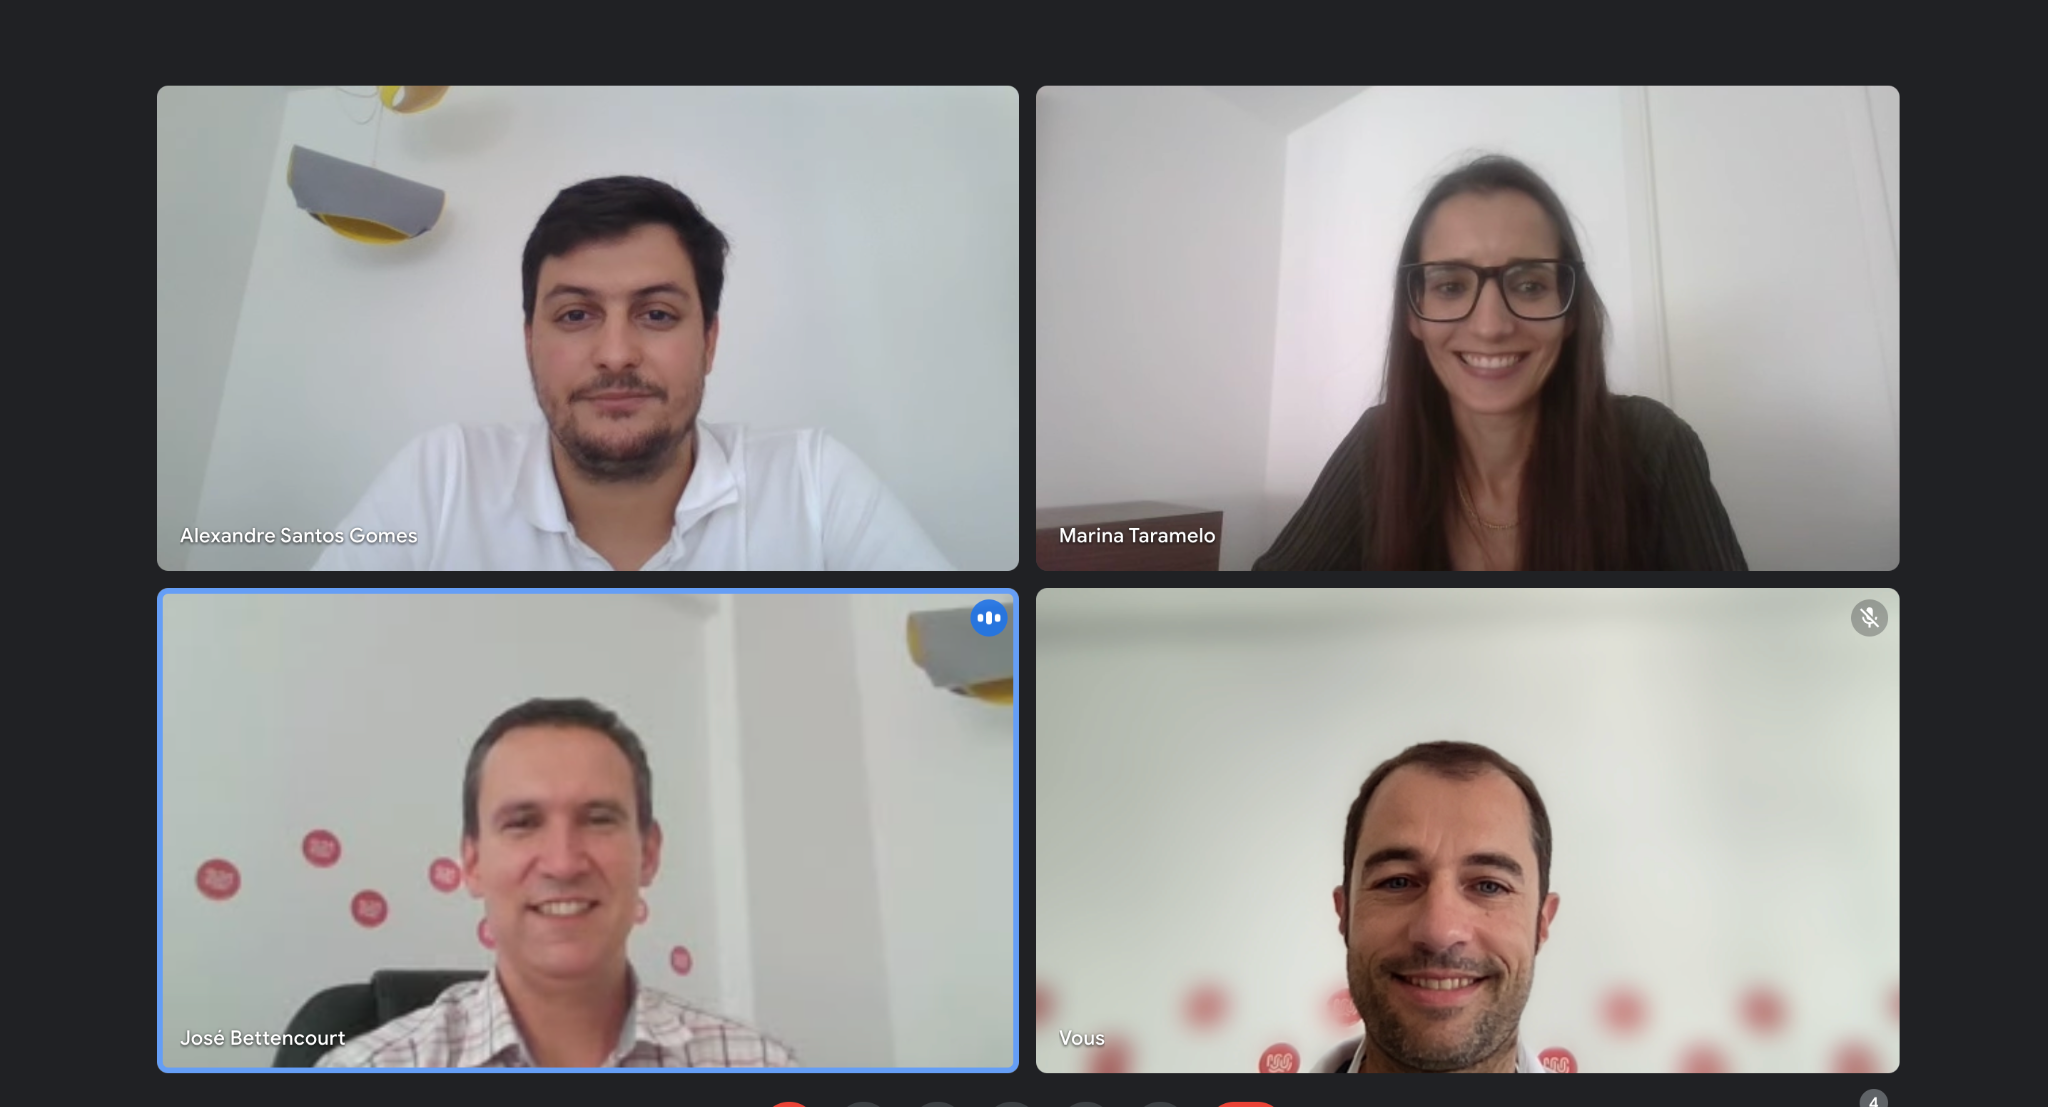 Alexandre Santos Gomes
Marina Taramelo
José Bettencourt
Vous
4